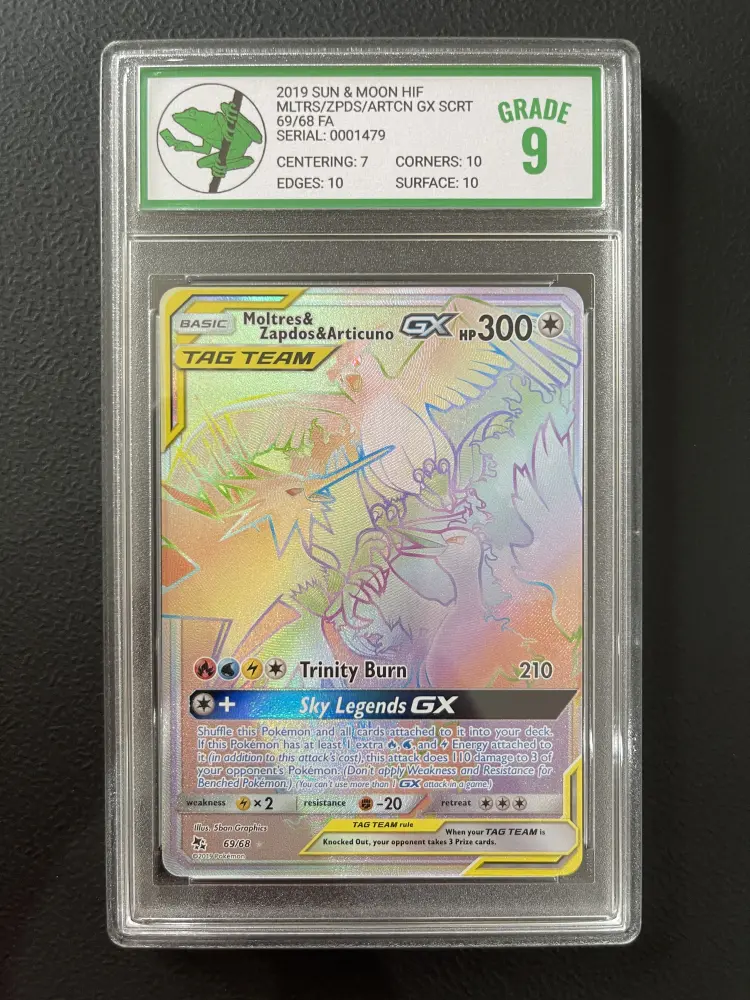 2019 SUN & MOON HIF
MLTRS/ZPDS/ARTCN GX SCRT
69/68 FA
SERIAL: 0001479
CENTERING: 7 CORNERS: 10
EDGES: 10 SURFACE: 10
GRADE
9
BASIC Moltres&
Zapdos&Articuno GX HP300
TAG TEAM
Trinity Burn 210
+ Sky Legends GX
Shuffle this Pokémon and all cards attached to it into your deck.
If this Pokémon has at least 1 extra , , and Energy attached to
it (in addition to this attack's cost), this attack does 110 damage to 3 of
your opponent's Pokémon. (Don't apply Weakness and Resistance for
Benched Pokémon.) (You can't use more than 1 GX attack in a game.)
weakness ×2 resistance -20 retreat
Illus. 5ban Graphics
TAG TEAM rule
When your TAG TEAM is
Knocked Out, your opponent takes 3 Prize cards.
69/68
©2019 Pokémon